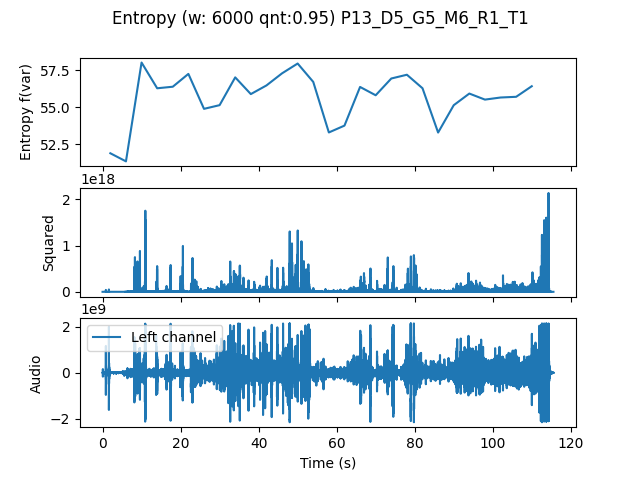 Entropy (w: 6000 qnt:0.95) P13_D5_G5_M6_R1_T1
Entropy f(var)
57.5
55.0
52.5
1e18
Squared
2
1
0
1e9
Audio
2
0
−2
Left channel
0 20 40 60 80 100 120
Time (s)